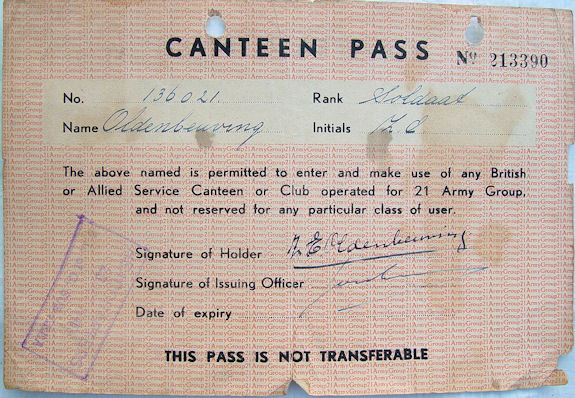 CANTEEN PASS Nº 213390
No. 136021. Rank Soldaat
Name Oldenbeuving Initials
The above named is permitted to enter and make use of any British
or Allied Service Canteen or Club operated for 21 Army Group,
and not reserved for any particular class of user.
Signature of Holder Oldenbeuving
Signature of Issuing Officer
Date of expiry
THIS PASS IS NOT TRANSFERABLE